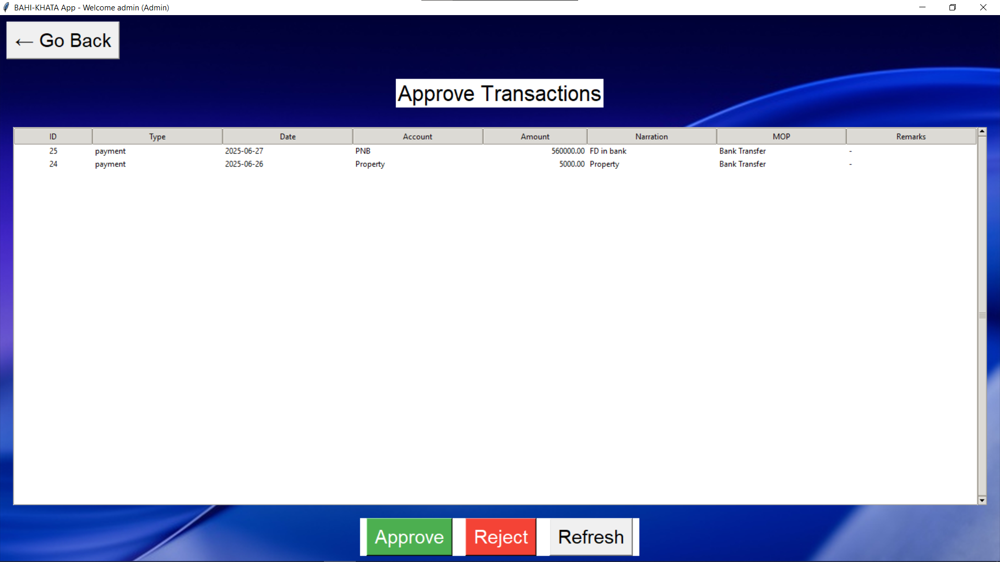 BAHI-KHATA App - Welcome admin (Admin)
← Go Back
Approve Transactions
ID Type Date Account Amount Narration MOP Remarks
25 payment 2025-06-27 PNB 560000.00 FD in bank Bank Transfer -
24 payment 2025-06-26 Property 5000.00 Property Bank Transfer -
Approve Reject Refresh